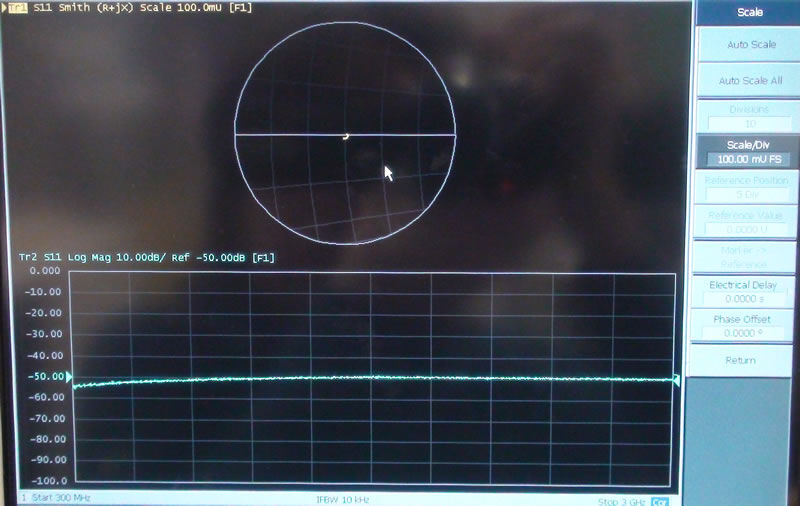 Tr1 S11 Smith (R+jX) Scale 100.0mU [F1]
Tr2 S11 Log Mag 10.00dB/ Ref -50.00dB [F1]
0.000
-10.00
-20.00
-30.00
-40.00
-50.00
-60.00
-70.00
-80.00
-90.00
-100.0
1 Start 300 MHz
IFBW 10 kHz
Stop 3 GHz Cor
Scale
Auto Scale
Auto Scale All
Divisions
10
Scale/Div
100.00 mU FS
Reference Position
5 Div
Reference Value
0.0000 U
Marker ->
Reference
Electrical Delay
0.0000 s
Phase Offset
0.0000 °
Return